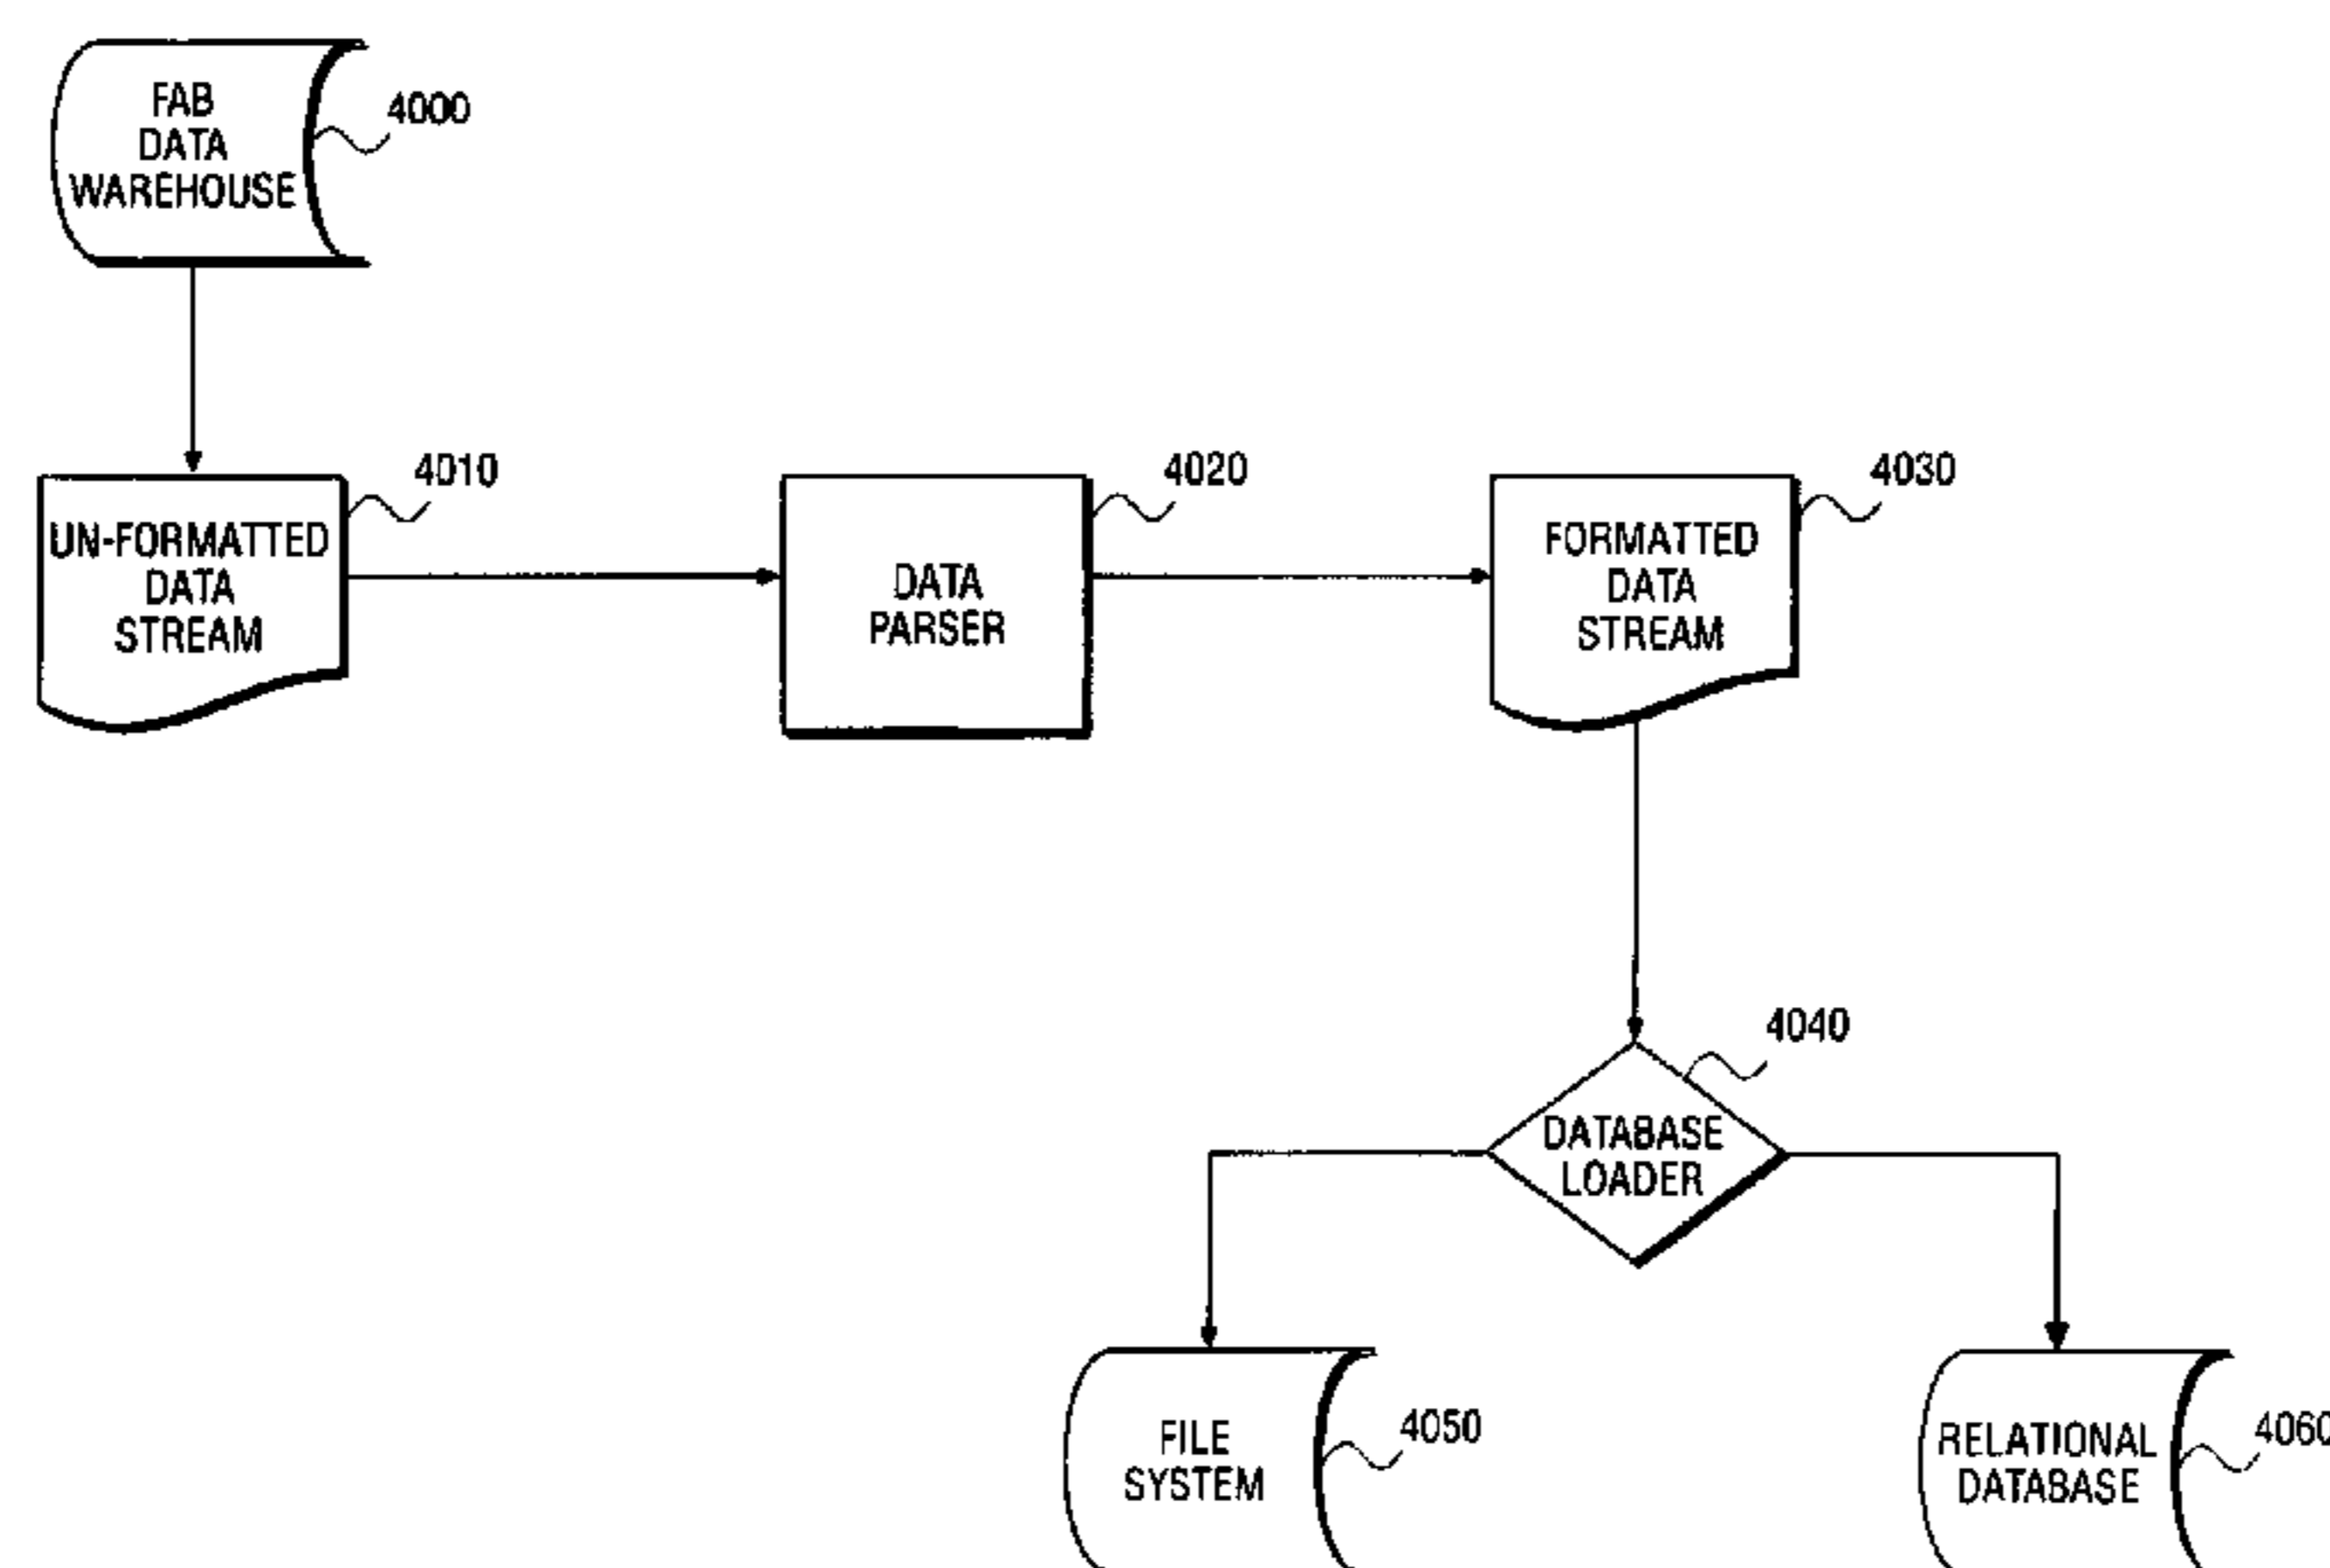 FAB
DATA
WAREHOUSE
4000
4010
UN-FORMATTED
DATA
STREAM
4020
DATA
PARSER
4030
FORMATTED
DATA
STREAM
4040
DATABASE
LOADER
4050
FILE
SYSTEM
4060
RELATIONAL
DATABASE